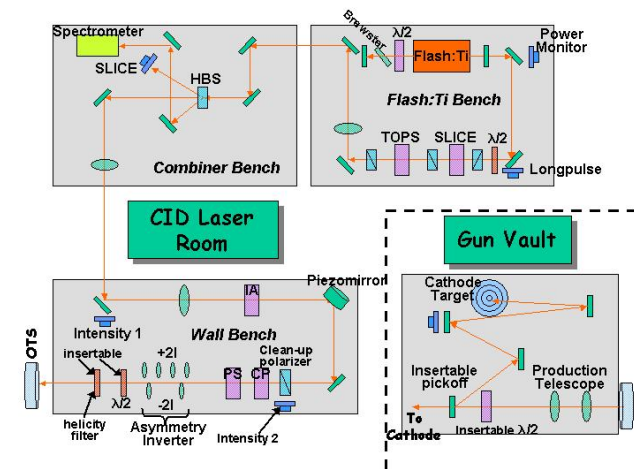 Spectrometer
SLICE
HBS
Combiner Bench
Brewster
λ/2
Flash:Ti
Power
Monitor
Flash:Ti Bench
TOPS
SLICE
λ/2
Longpulse
CID Laser
Room
Gun Vault
Piezomirror
IA
Intensity 1
Wall Bench
OTS
insertable
+2I
PS
CP
Clean-up
polarizer
helicity
filter
λ/2
-2I
Asymmetry
Inverter
Intensity 2
Cathode
Target
Insertable
pickoff
Production
Telescope
To
Cathode
Insertable λ/2